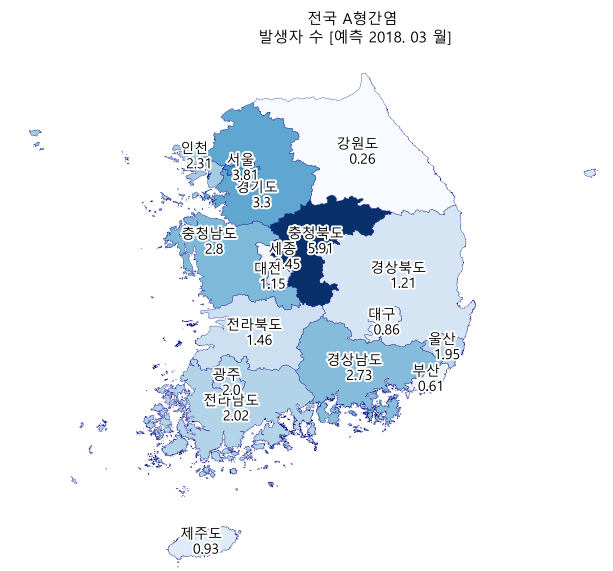 전국 A형간염
발생자 수 [예측 2018. 03 월]
강원도
0.26
인천
2.31
서울
3.81
경기도
3.3
충청남도
2.8
충청북도
5.91
세종
.45
대전
1.15
경상북도
1.21
대구
0.86
전라북도
1.46
울산
1.95
경상남도
2.73
부산
0.61
광주
2.0
전라남도
2.02
제주도
0.93